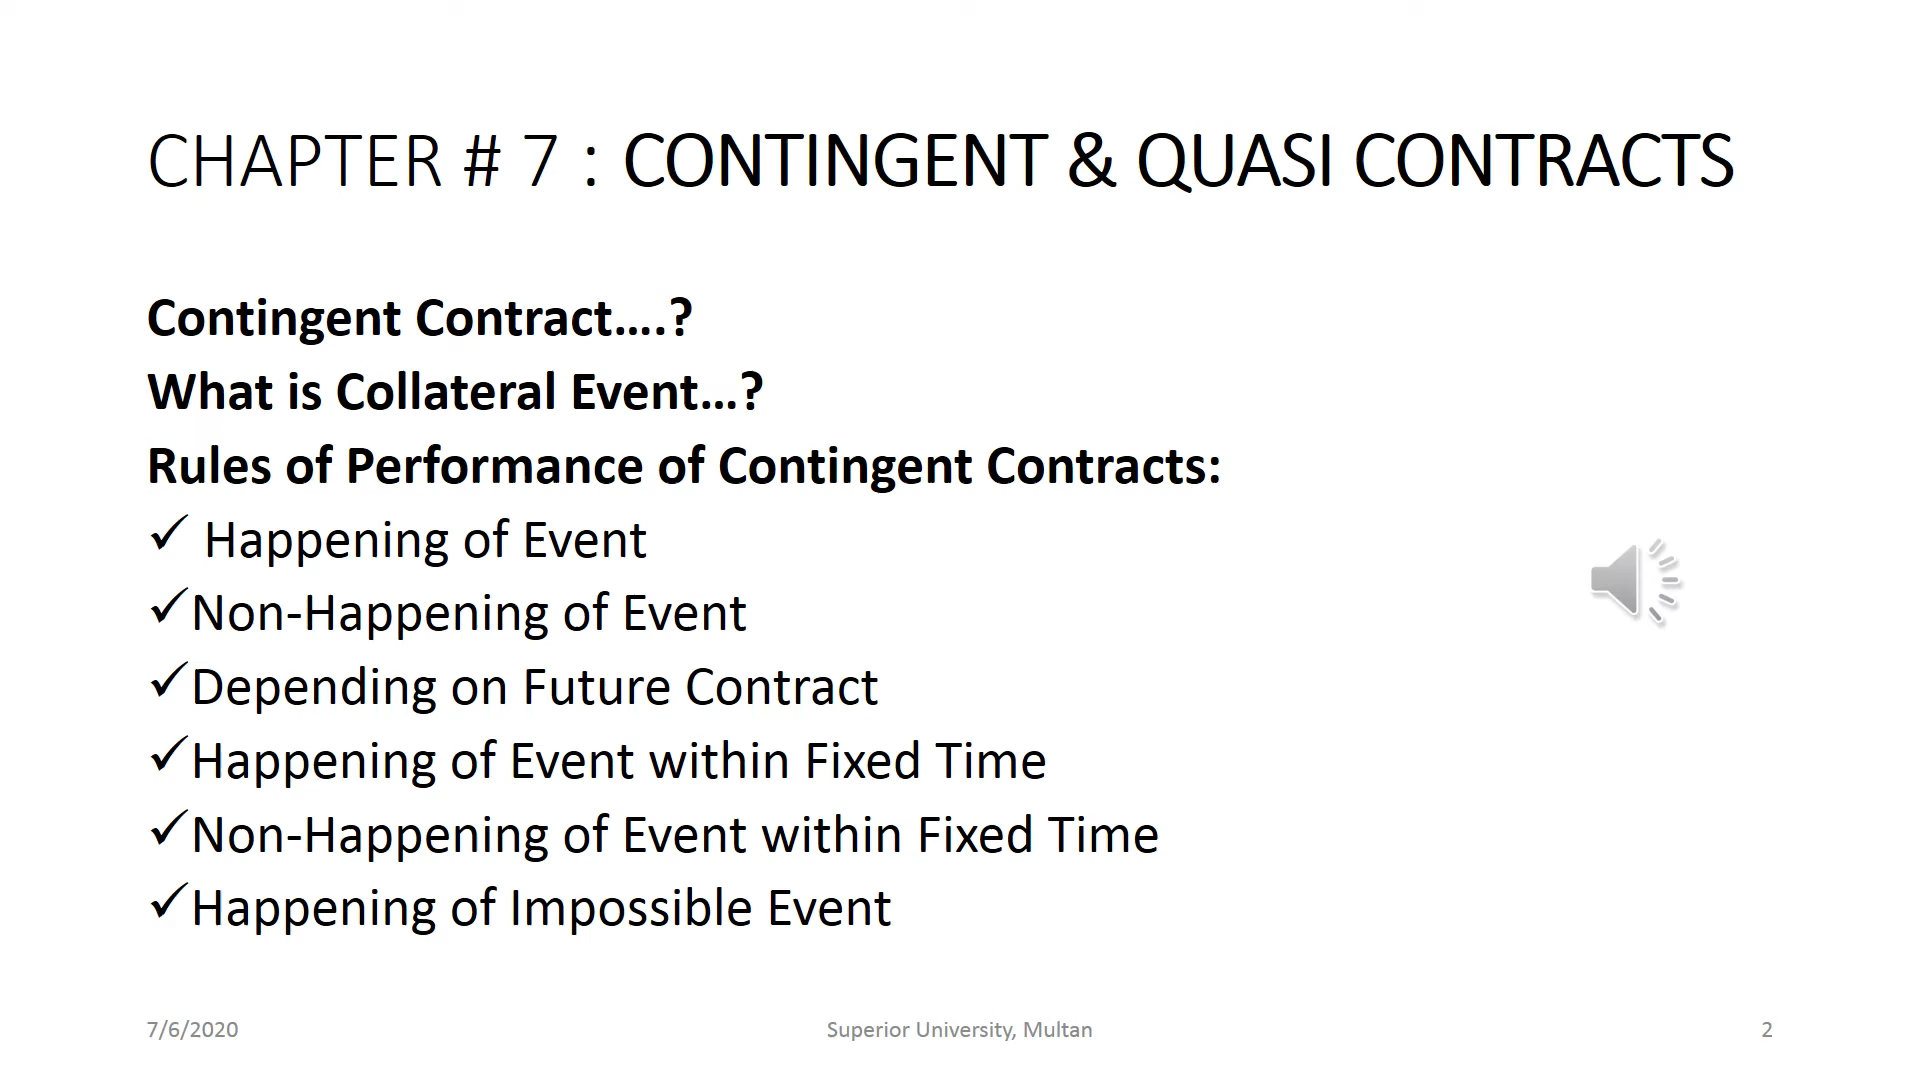 CHAPTER # 7 : CONTINGENT & QUASI CONTRACTS
Contingent Contract....?
What is Collateral Event...?
Rules of Performance of Contingent Contracts:
✓ Happening of Event
✓Non-Happening of Event
✓Depending on Future Contract
✓Happening of Event within Fixed Time
✓Non-Happening of Event within Fixed Time
✓Happening of Impossible Event
7/6/2020
Superior University, Multan
2